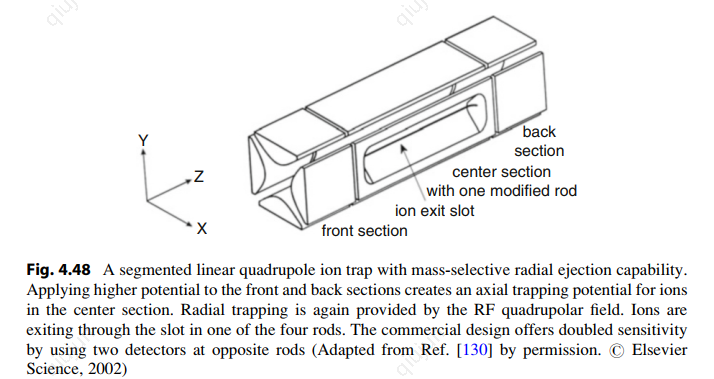 Y
Z
X
back
section
center section
with one modified rod
ion exit slot
front section
Fig. 4.48 A segmented linear quadrupole ion trap with mass-selective radial ejection capability.
Applying higher potential to the front and back sections creates an axial trapping potential for ions
in the center section. Radial trapping is again provided by the RF quadrupolar field. Ions are
exiting through the slot in one of the four rods. The commercial design offers doubled sensitivity
by using two detectors at opposite rods (Adapted from Ref. [130] by permission. © Elsevier
Science, 2002)